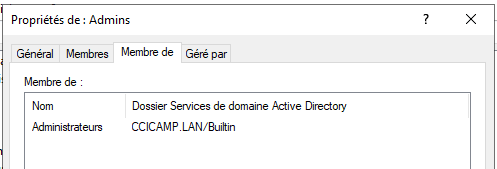 Propriétés de : Admins ? ×
Général Membres Membre de Géré par
Membre de :
Nom Dossier Services de domaine Active Directory
Administrateurs CCICAMP.LAN/Builtin